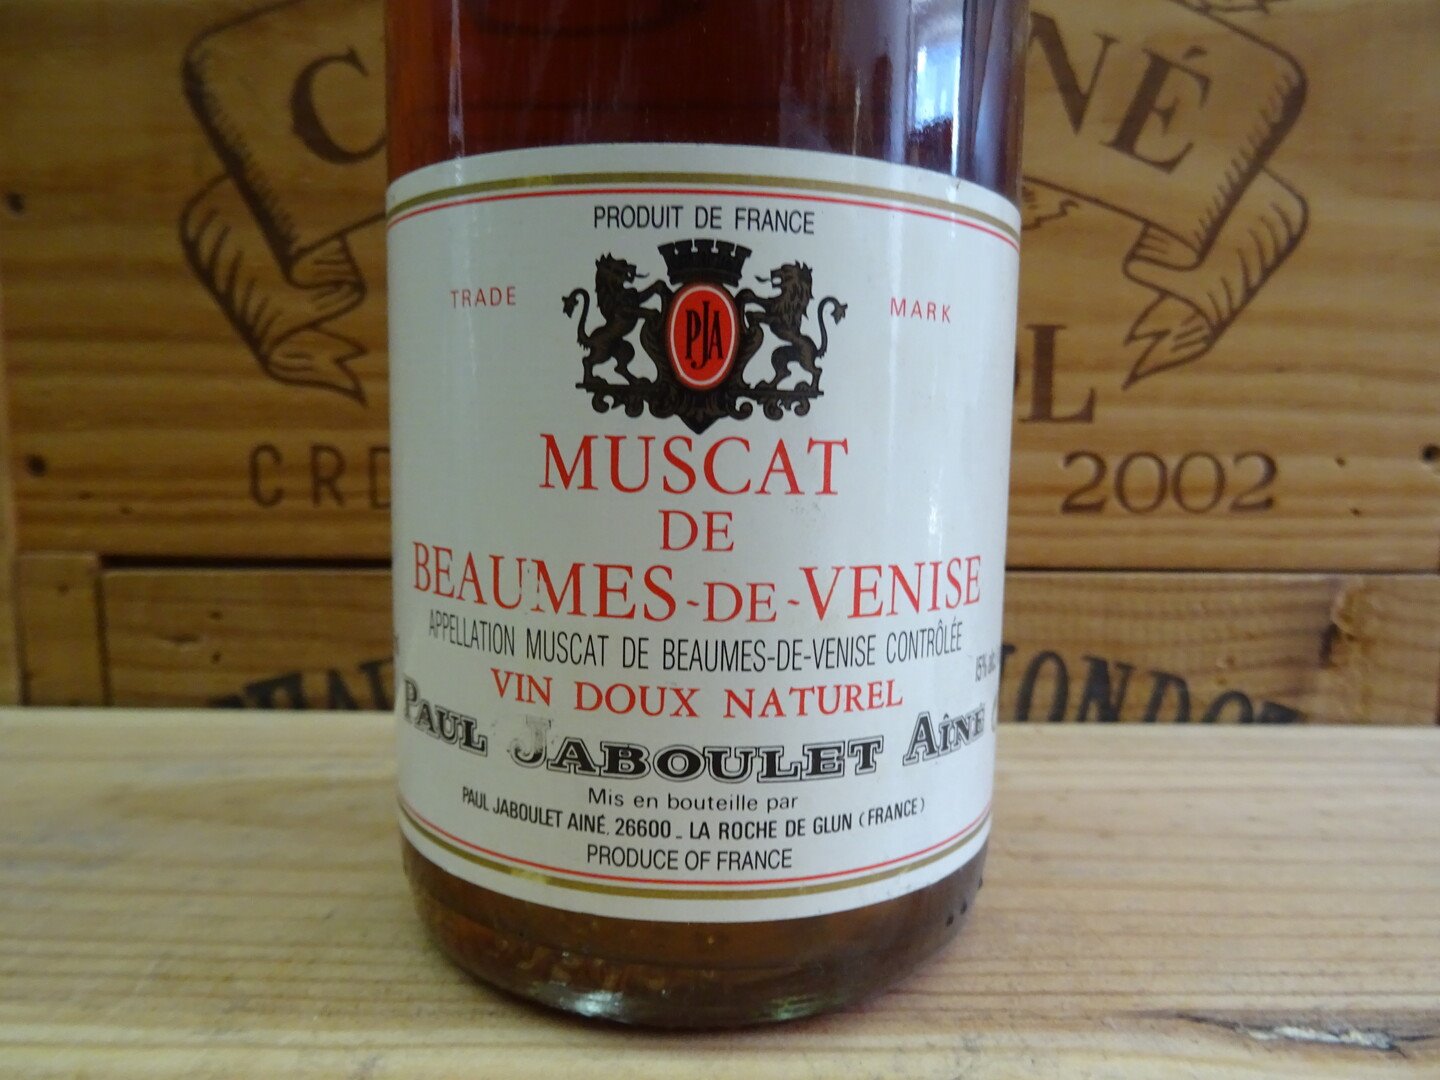 PRODUIT DE FRANCE
TRADE MARK
PJA
MUSCAT
DE
BEAUMES-DE-VENISE
APPELLATION MUSCAT DE BEAUMES-DE-VENISE CONTRÔLÉE
15% alc.
VIN DOUX NATUREL
PAUL JABOULET AÎNÉ
Mis en bouteille par
PAUL JABOULET AINÉ. 26600 _ LA ROCHE DE GLUN (FRANCE)
PRODUCE OF FRANCE
2002